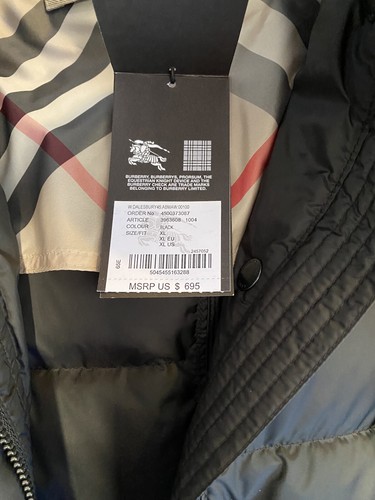 BURBERRY, BURBERRYS, PRORSUM, THE
EQUESTRIAN KNIGHT DEVICE AND THE
BURBERRY CHECK ARE TRADE MARKS
BELONGING TO BURBERRY LIMITED.
ORDER No:
ARTICLE 1004
COLOUR BLACK
SIZE/FIT XL
XL EU
XL US
5045455163288
MSRP US $ 695